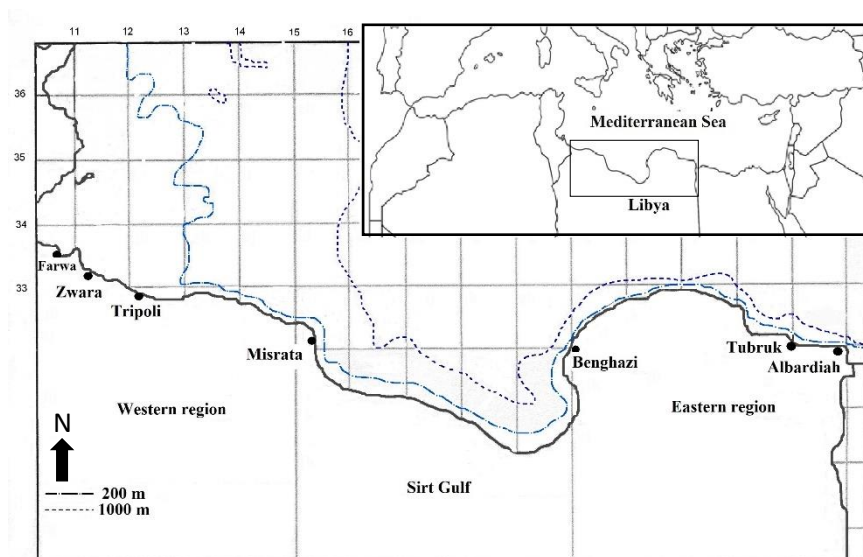 10 11 12 13 14 15 16
36
35
34
33
Mediterranean Sea
Libya
Farwa
Zwara
Tripoli
Misrata
Benghazi
Tubruk
Albardiah
Western region
Eastern region
Sirt Gulf
N
200 m
1000 m